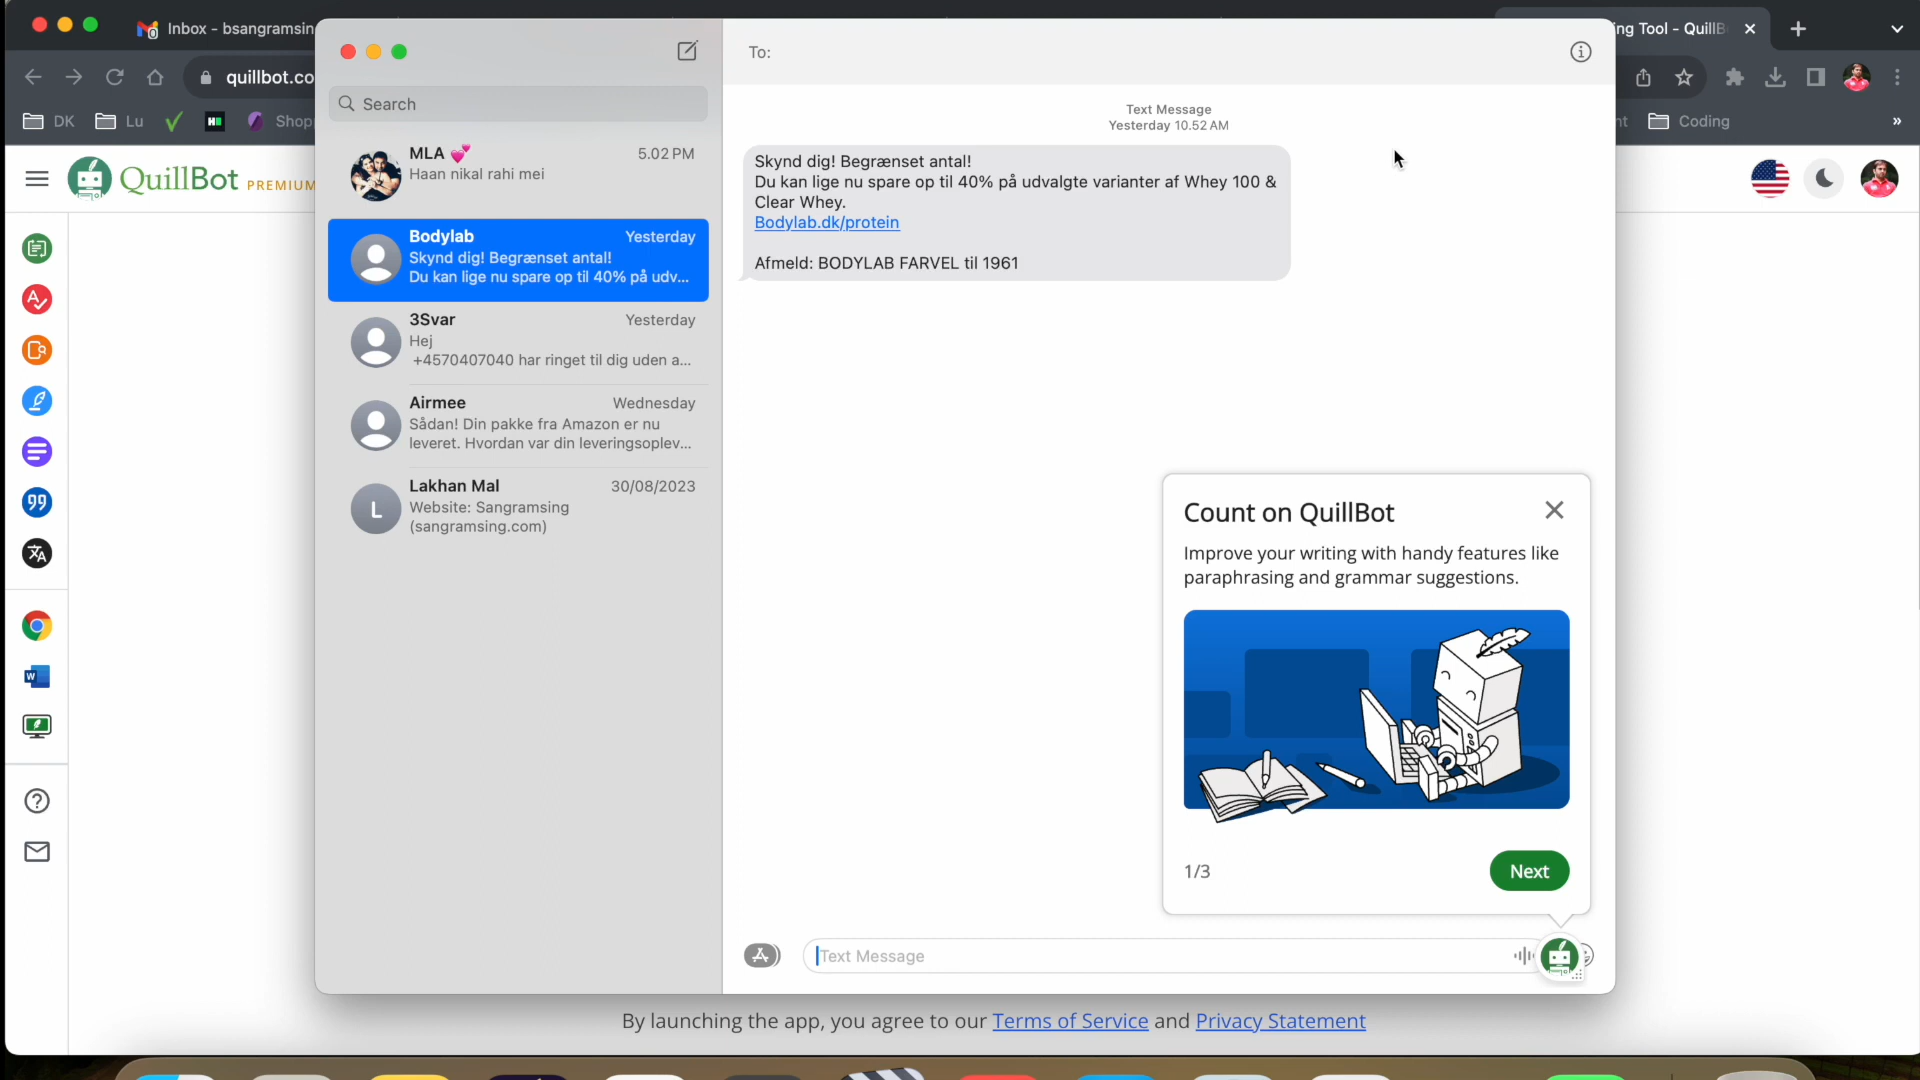 Inbox - bsangramsin
ing Tool - QuillB
quillbot.co
DK
Lu
Shop
Coding
QuillBot PREMIUM
Search
MLA 💕 5.02 PM
Haan nikal rahi mei
Bodylab Yesterday
Skynd dig! Begrænset antal!
Du kan lige nu spare op til 40% på udv...
3Svar Yesterday
Hej
+4570407040 har ringet til dig uden a...
Airmee Wednesday
Sådan! Din pakke fra Amazon er nu
leveret. Hvordan var din leveringsoplev...
L
Lakhan Mal 30/08/2023
Website: Sangramsing
(sangramsing.com)
To:
Text Message
Yesterday 10.52 AM
Skynd dig! Begrænset antal!
Du kan lige nu spare op til 40% på udvalgte varianter af Whey 100 &
Clear Whey.
Bodylab.dk/protein
Afmeld: BODYLAB FARVEL til 1961
Count on QuillBot
Improve your writing with handy features like
paraphrasing and grammar suggestions.
1/3
Next
Text Message
By launching the app, you agree to our Terms of Service and Privacy Statement